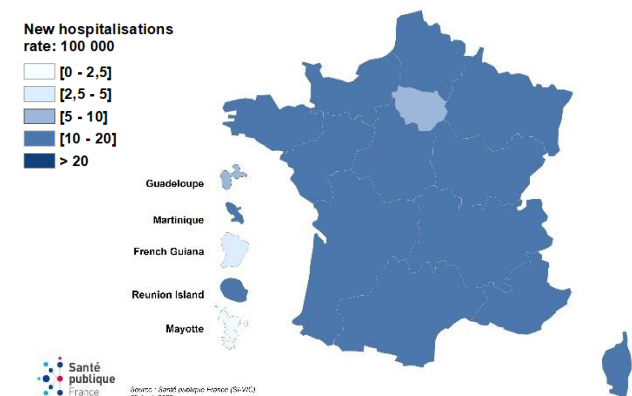 New hospitalisations
rate: 100 000
[0 - 2,5]
[2,5 - 5]
[5 - 10]
[10 - 20]
> 20
Guadeloupe
Martinique
French Guiana
Reunion Island
Mayotte
Santé
publique
France
Source : Santé publique France (SI-VIC)